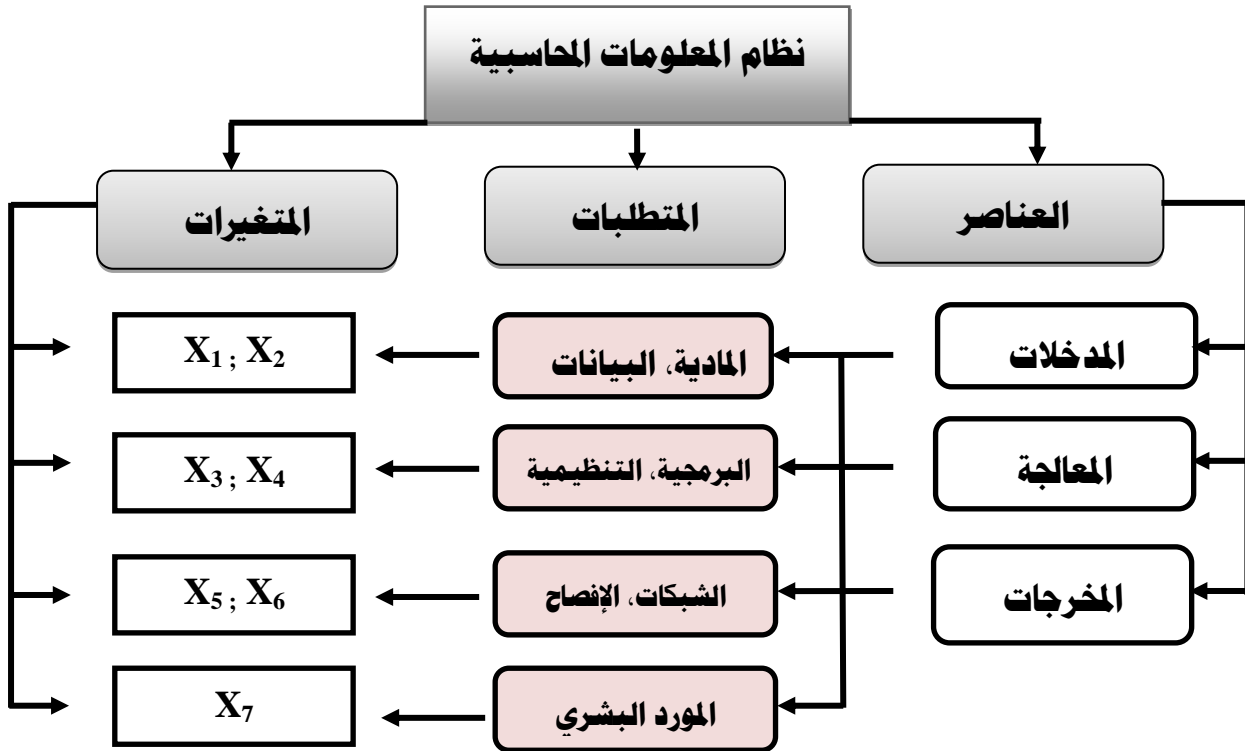 نظام المعلومات المحاسبية
العناصر
المتطلبات
المتغيرات
المدخلات
المادية، البيانات
X₁ ; X₂
المعالجة
البرمجية، التنظيمية
X₃ ; X₄
المخرجات
الشبكات، الإفصاح
X₅ ; X₆
المورد البشري
X₇